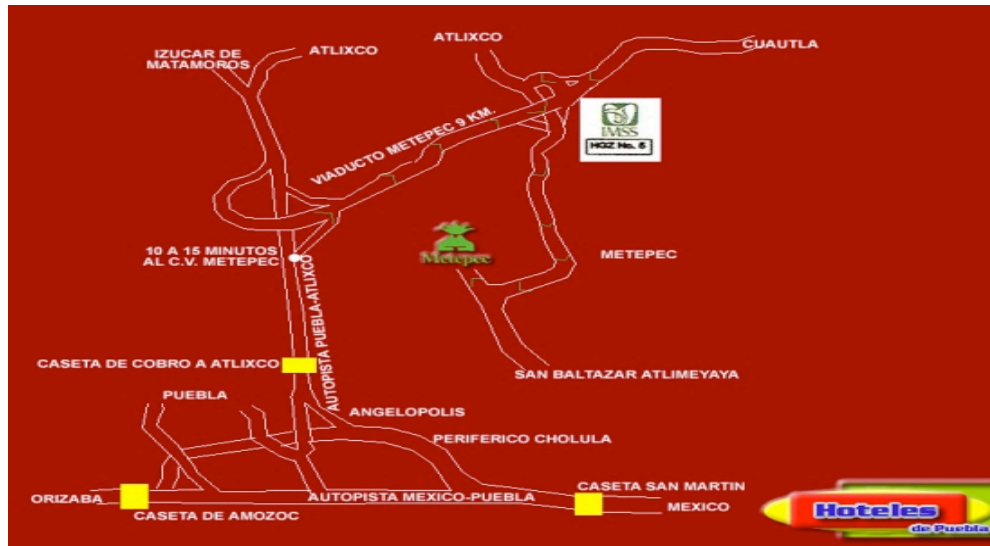 IZUCAR DE
MATAMOROS
ATLIXCO
ATLIXCO
CUAUTLA
IMSS
HGZ No. 5
VIADUCTO METEPEC 9 KM.
10 A 15 MINUTOS
AL C.V. METEPEC
Metepec
METEPEC
AUTOPISTA PUEBLA-ATLIXCO
CASETA DE COBRO A ATLIXCO
SAN BALTAZAR ATLIMEYAYA
PUEBLA
ANGELOPOLIS
PERIFERICO CHOLULA
ORIZABA
CASETA DE AMOZOC
AUTOPISTA MEXICO-PUEBLA
CASETA SAN MARTIN
MEXICO
Hoteles
de Puebla